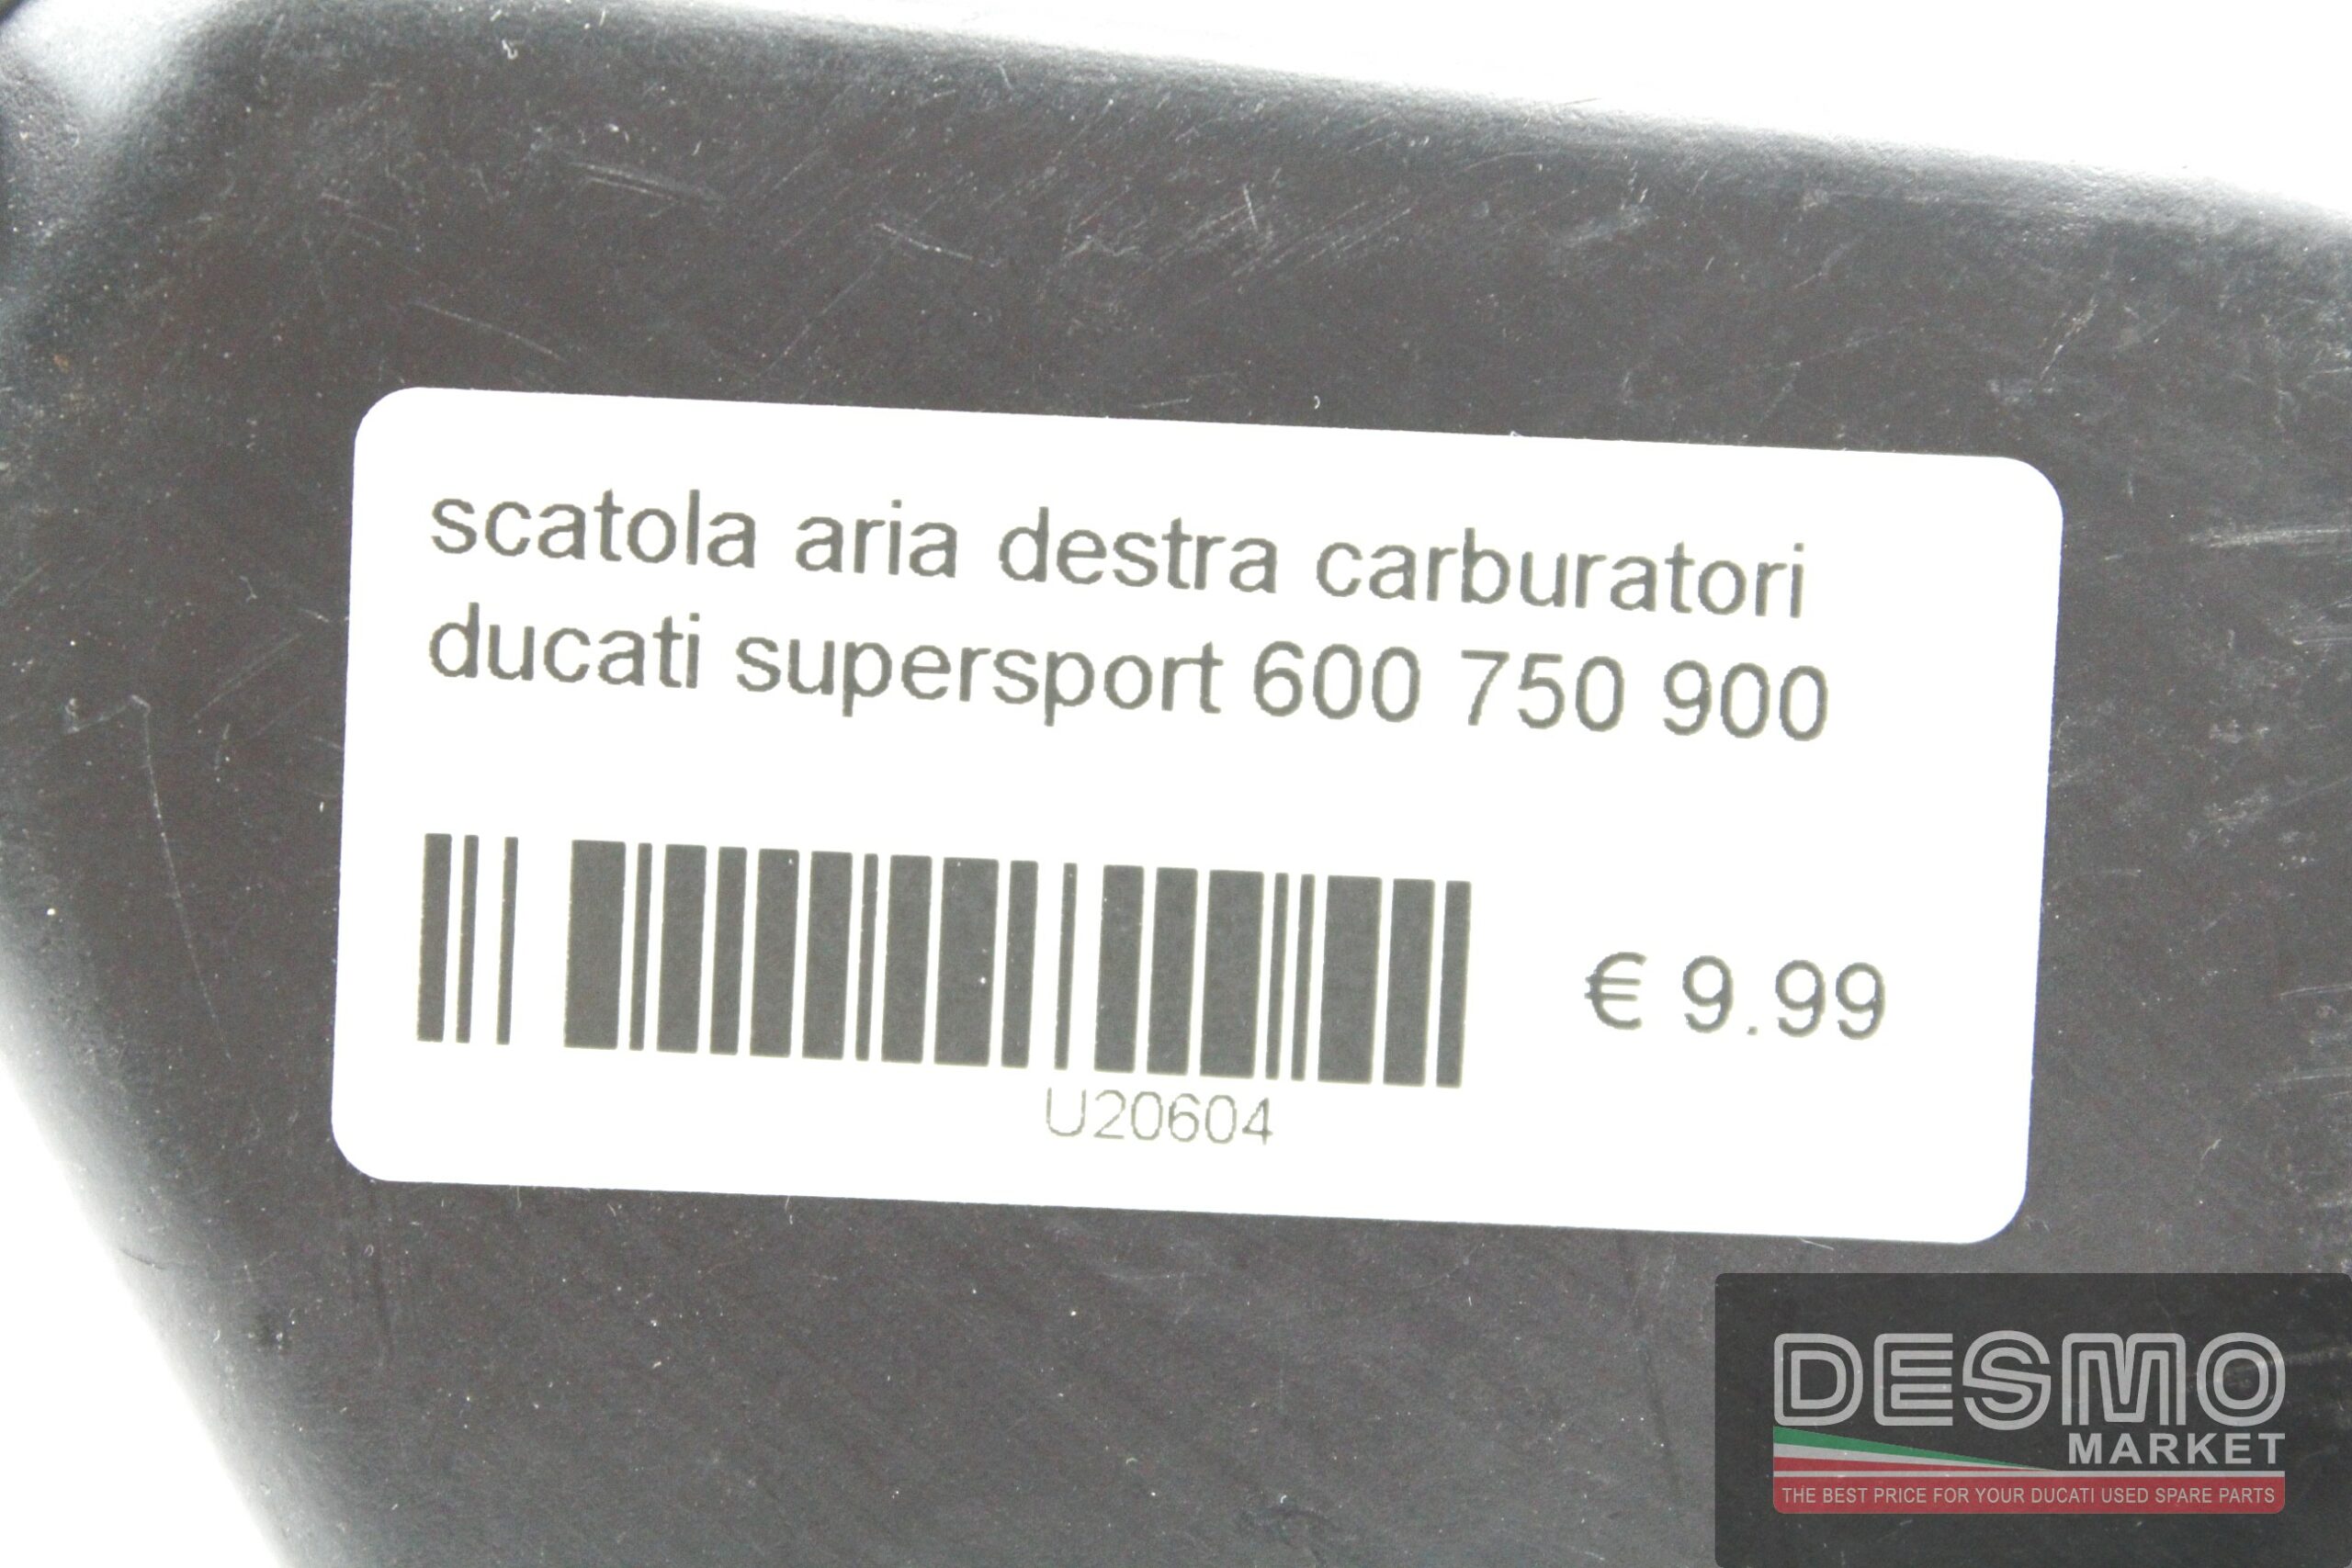 scatola aria destra carburatori
ducati supersport 600 750 900
€ 9.99
U20604
DESMO
MARKET
THE BEST PRICE FOR YOUR DUCATI USED SPARE PARTS